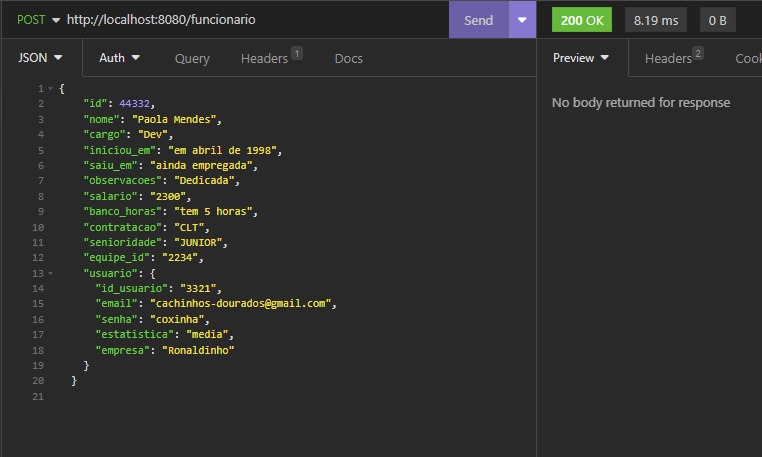 POST http://localhost:8080/funcionario Send 200 OK 8.19 ms 0 B
JSON Auth Query Headers 1 Docs Preview Headers 2 Cook
1 {
2 "id": 44332,
3 "nome": "Paola Mendes",
4 "cargo": "Dev",
5 "iniciou_em": "em abril de 1998",
6 "saiu_em": "ainda empregada",
7 "observacoes": "Dedicada",
8 "salario": "2300",
9 "banco_horas": "tem 5 horas",
10 "contratacao": "CLT",
11 "senioridade": "JUNIOR",
12 "equipe_id": "2234",
13 "usuario": {
14 "id_usuario": "3321",
15 "email": "cachinhos-dourados@gmail.com",
16 "senha": "coxinha",
17 "estatistica": "media",
18 "empresa": "Ronaldinho"
19 }
20 }
21
No body returned for response